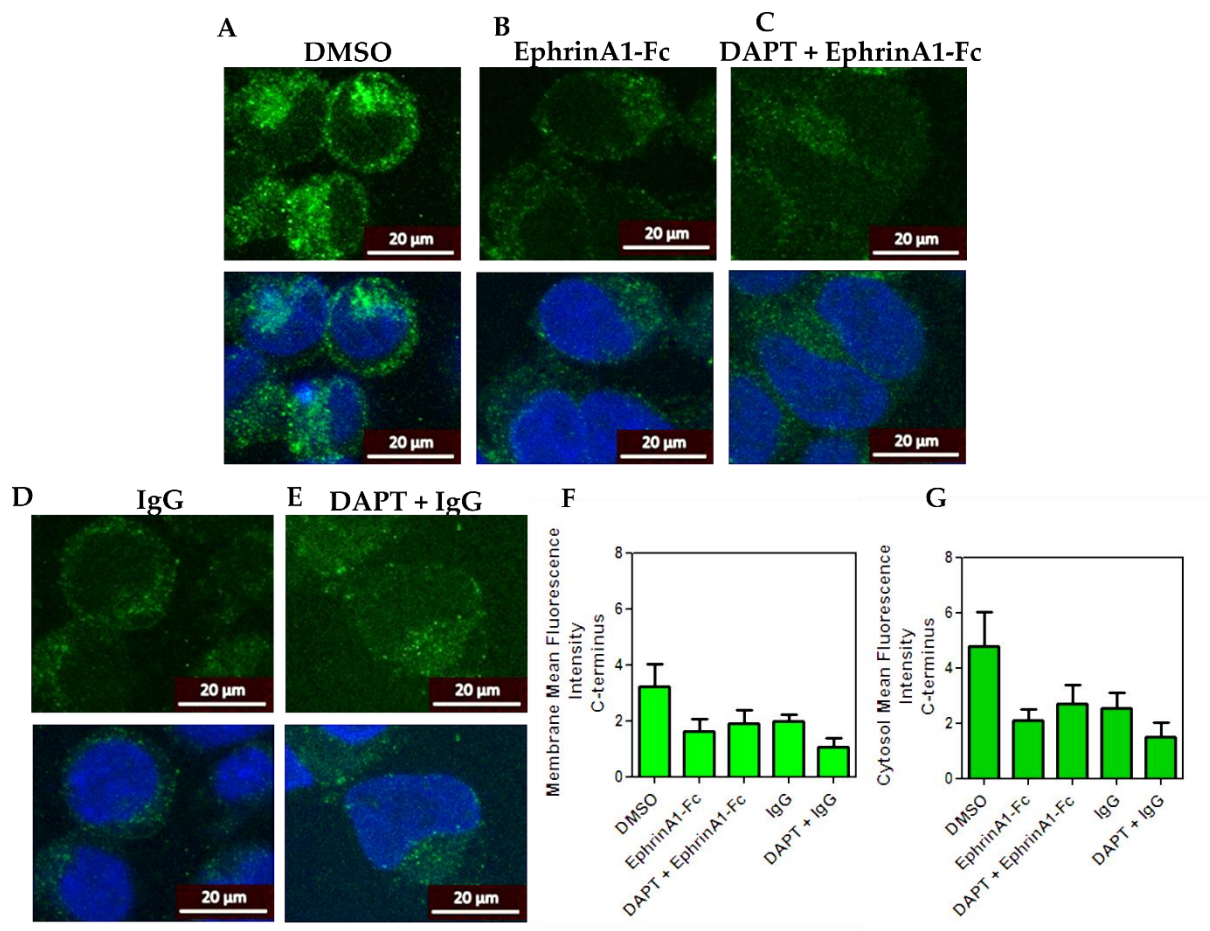 A
B
C
DMSO
EphrinA1-Fc
DAPT + EphrinA1-Fc
20 µm
20 µm
20 µm
20 µm
20 µm
20 µm
D
IgG
E
DAPT + IgG
F
G
20 µm
20 µm
20 µm
20 µm
Membrane Mean Fluorescence
Intensity
C-terminus
8
6
4
2
0
DMSO
EphrinA1-Fc
DAPT + EphrinA1-Fc
IgG
DAPT + IgG
Cytosol Mean Fluorescence
Intensity
C-terminus
8
6
4
2
0
DMSO
EphrinA1-Fc
DAPT + EphrinA1-Fc
IgG
DAPT + IgG